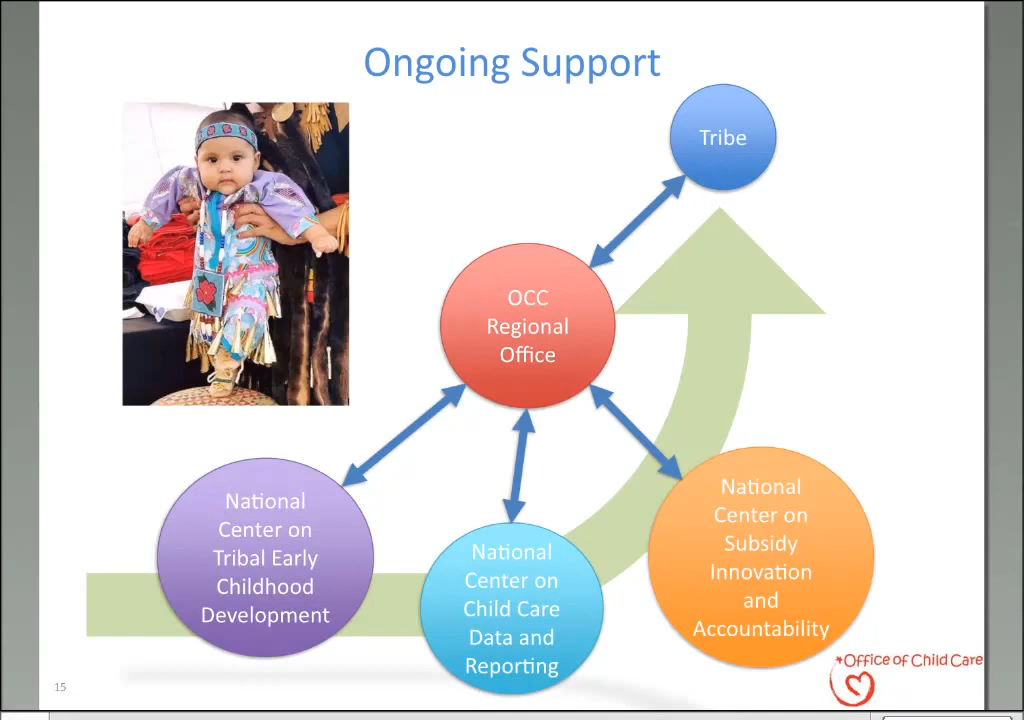 Ongoing Support
Tribe
OCC
Regional
Office
National
Center on
Tribal Early
Childhood
Development
National
Center on
Child Care
Data and
Reporting
National
Center on
Subsidy
Innovation
and
Accountability
Office of Child Care
15